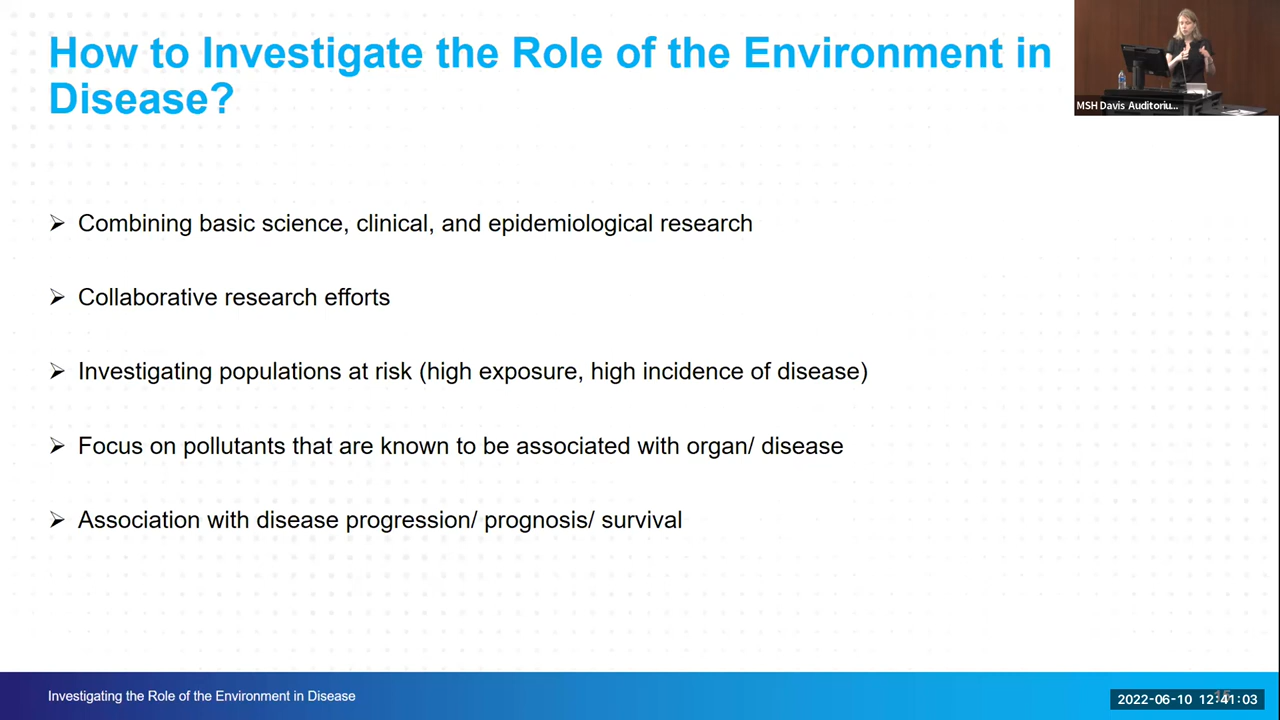 How to Investigate the Role of the Environment in
Disease?
MSH Davis Auditoriu...
Combining basic science, clinical, and epidemiological research
Collaborative research efforts
Investigating populations at risk (high exposure, high incidence of disease)
Focus on pollutants that are known to be associated with organ/ disease
Association with disease progression/ prognosis/ survival
Investigating the Role of the Environment in Disease
2022-06-10 12:41:03